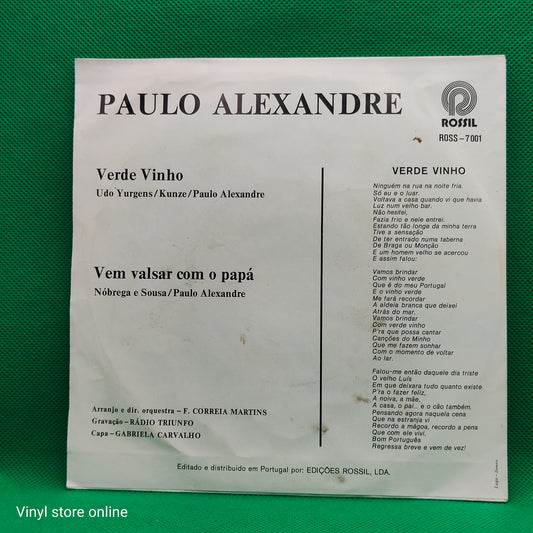 PAULO ALEXANDRE
ROSSIL
ROSS-7001
Verde Vinho
Udo Yurgens/Kunze/Paulo Alexandre
Vem valsar com o papá
Nóbrega e Sousa/Paulo Alexandre
Arranjo e dir. orquestra – F. CORREIA MARTINS
Gravação – RÁDIO TRIUNFO
Capa – GABRIELA CARVALHO
VERDE VINHO
Ninguém na rua na noite fria.
Só eu e o luar.
Voltava a casa quando vi que havia
Luz num velho bar.
Não hesitei.
Fazia frio e nele entrei.
Estando tão longe da minha terra
Tive a sensação
De ter entrado numa taberna
De Braga ou Monção
E um homem velho se acercou
E assim falou:
Vamos brindar
Com vinho verde
Que é do meu Portugal
E o vinho verde
Me fará recordar
A aldeia branca que deixei
Atrás do mar.
Vamos brindar
Com verde vinho
P'ra que possa cantar
Canções do Minho
Que me fazem sonhar
Com o momento de voltar
Ao lar.
Falou-me então daquele dia triste
O velho Luís
Em que deixara tudo quanto existe
P'ra o fazer feliz,
A noiva, a mãe,
A casa, o pai.. e o cão também.
Pensando agora naquela cena
Que na estranja vi
Recordo a mágoa, recordo a pena
Que com ele vivi.
Bom Português
Regressa breve e vem de vez!
Editado e distribuido em Portugal por: EDIÇÕES ROSSIL, LDA.
Vinyl store online